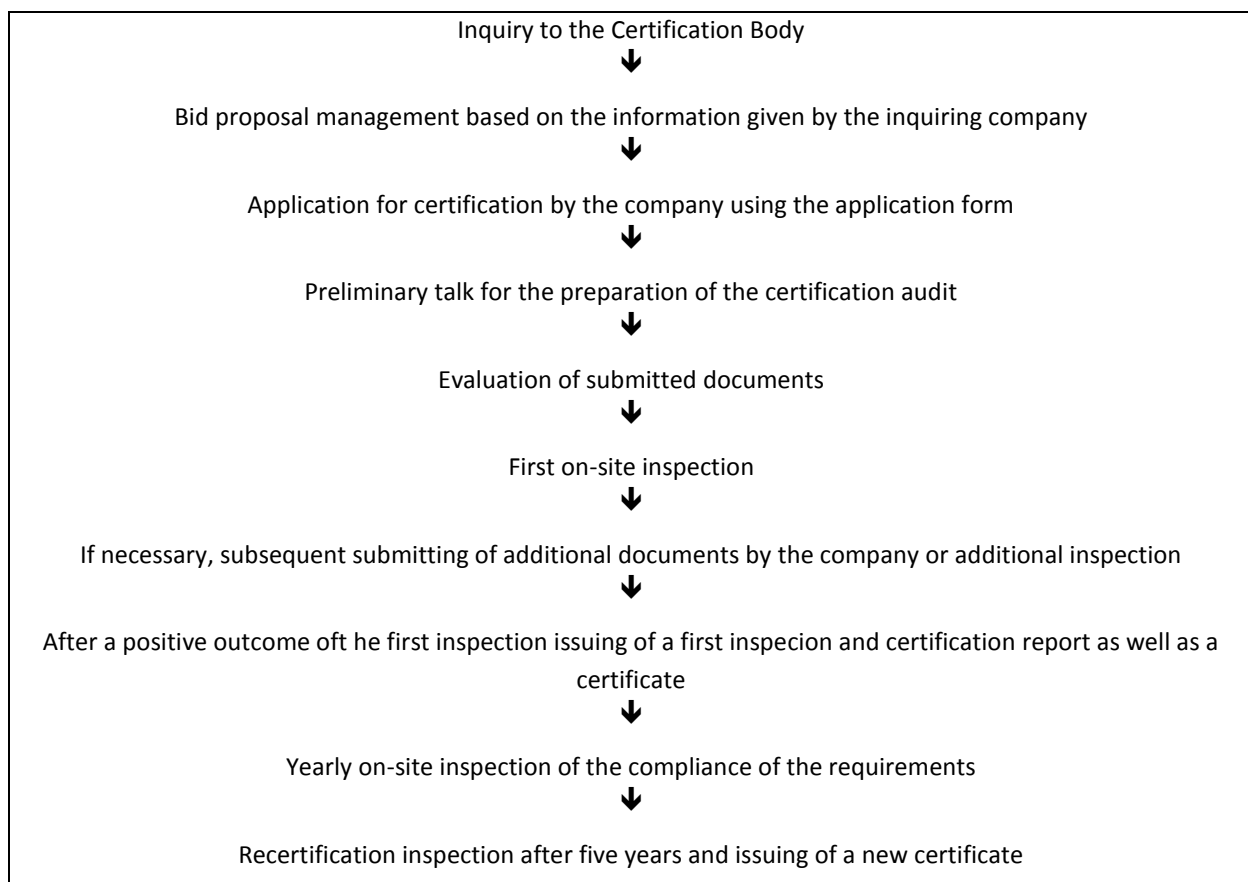 Inquiry to the Certification Body
Bid proposal management based on the information given by the inquiring company
Application for certification by the company using the application form
Preliminary talk for the preparation of the certification audit
Evaluation of submitted documents
First on-site inspection
If necessary, subsequent submitting of additional documents by the company or additional inspection
After a positive outcome oft he first inspection issuing of a first inspecion and certification report as well as a
certificate
Yearly on-site inspection of the compliance of the requirements
Recertification inspection after five years and issuing of a new certificate